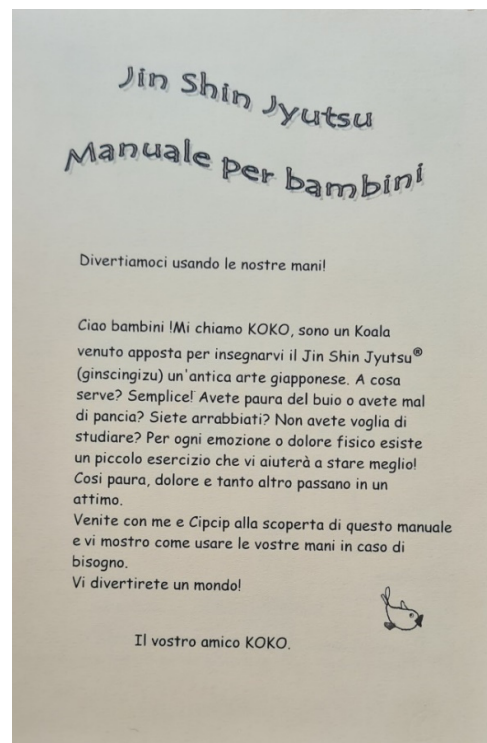 Jin Shin Jyutsu
Manuale per bambini
Divertiamoci usando le nostre mani!
Ciao bambini !Mi chiamo KOKO, sono un Koala
venuto apposta per insegnarvi il Jin Shin Jyutsu®
(ginscingizu) un'antica arte giapponese. A cosa
serve? Semplice! Avete paura del buio o avete mal
di pancia? Siete arrabbiati? Non avete voglia di
studiare? Per ogni emozione o dolore fisico esiste
un piccolo esercizio che vi aiuterà a stare meglio!
Cosi paura, dolore e tanto altro passano in un
attimo.
Venite con me e Cipcip alla scoperta di questo manuale
e vi mostro come usare le vostre mani in caso di
bisogno.
Vi divertirete un mondo!
Il vostro amico KOKO.